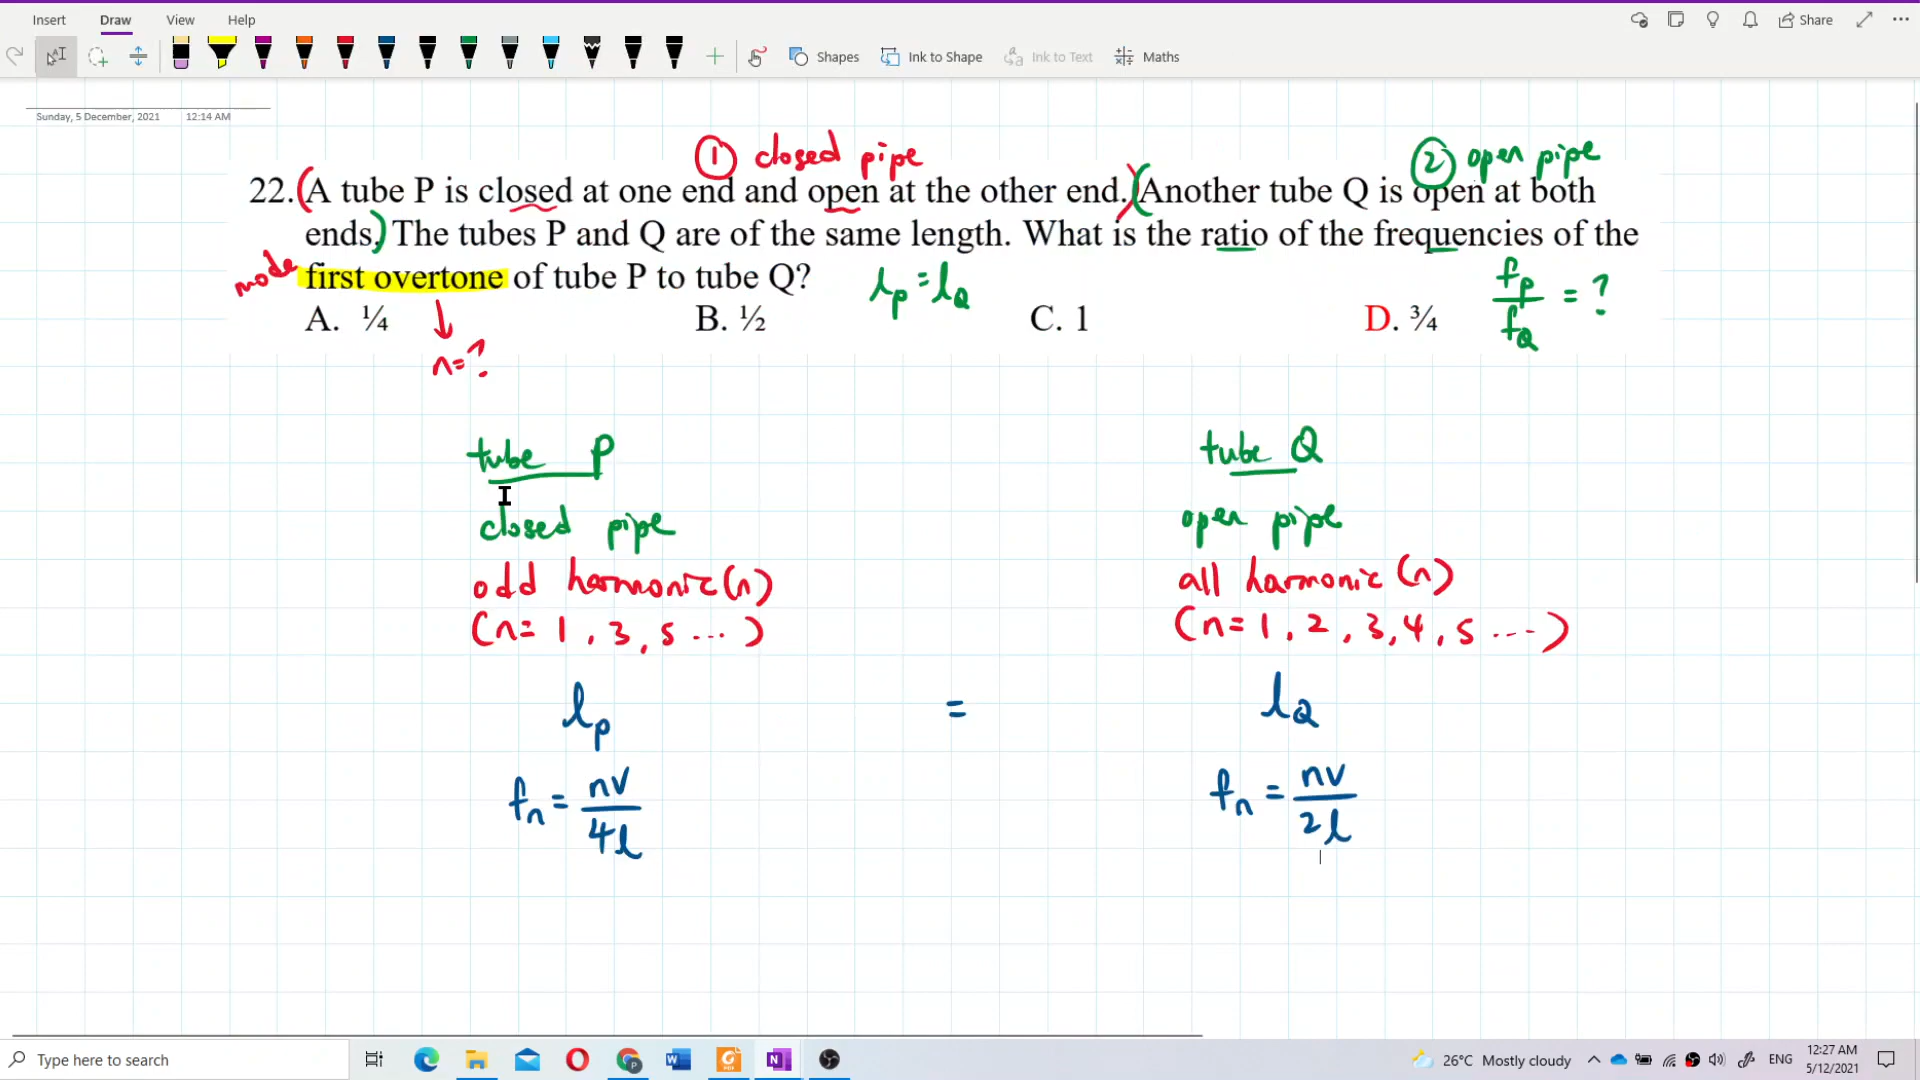 Insert Draw View Help
Share
Shapes Ink to Shape Ink to Text Maths
Sunday, 5 December, 2021 12:14 AM
① closed pipe
② open pipe
22. (A tube P is closed at one end and open at the other end.) (Another tube Q is open at both
ends.) The tubes P and Q are of the same length. What is the ratio of the frequencies of the
mode
first overtone of tube P to tube Q?
lp = lQ
fp/fQ = ?
A. ¼ B. ½ C. 1 D. ¾
n=?
tube P
tube Q
closed pipe
open pipe
odd harmonic (n)
all harmonic (n)
(n= 1, 3, 5 ...)
(n= 1, 2, 3, 4, 5 ...)
lp = lQ
fn = nv/4l
fn = nv/2l
Type here to search
26°C Mostly cloudy
ENG
12:27 AM
5/12/2021